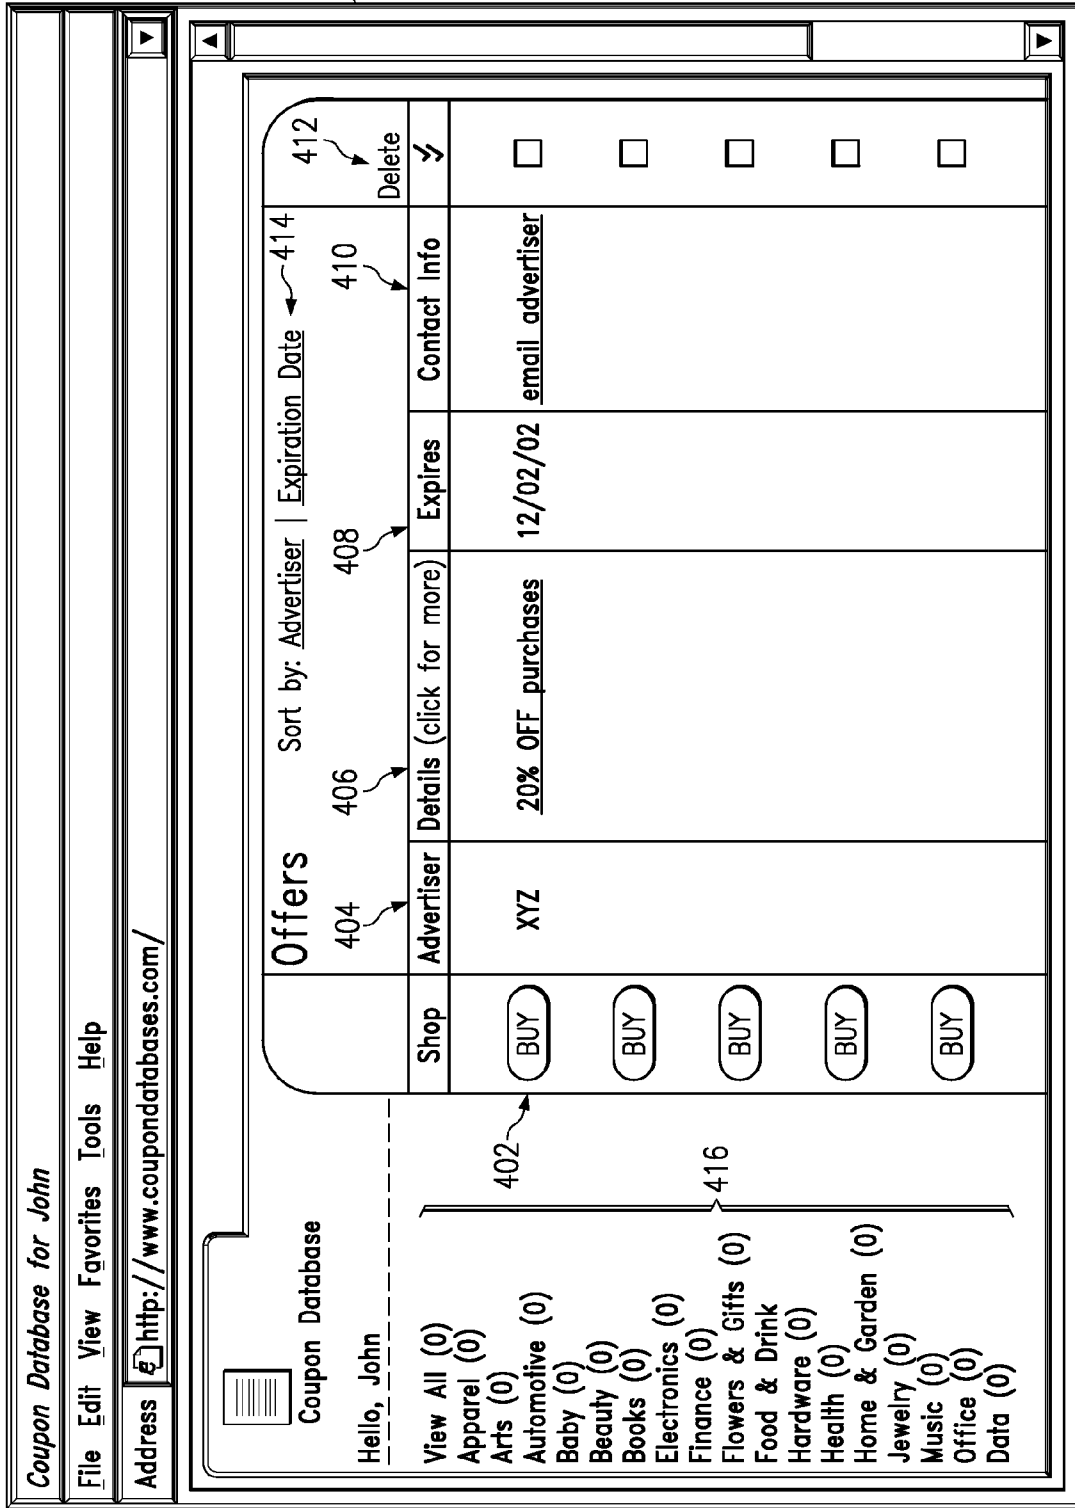 Coupon Database for John
File Edit View Favorites Tools Help
Address e http://www.coupondatabases.com/
Coupon Database
Hello, John
View All (0)
Apparel (0)
Arts (0)
Automotive (0)
Baby (0)
Beauty (0)
Books (0)
Electronics (0)
Finance (0)
Flowers & Gifts (0)
Food & Drink
Hardware (0)
Health (0)
Home & Garden (0)
Jewelry (0)
Music (0)
Office (0)
Data (0)
416
402
Offers
Sort by: Advertiser | Expiration Date
414
412
404
406
408
410
Delete
Shop Advertiser Details (click for more) Expires Contact Info
BUY XYZ 20% OFF purchases 12/02/02 email advertiser
BUY
BUY
BUY
BUY